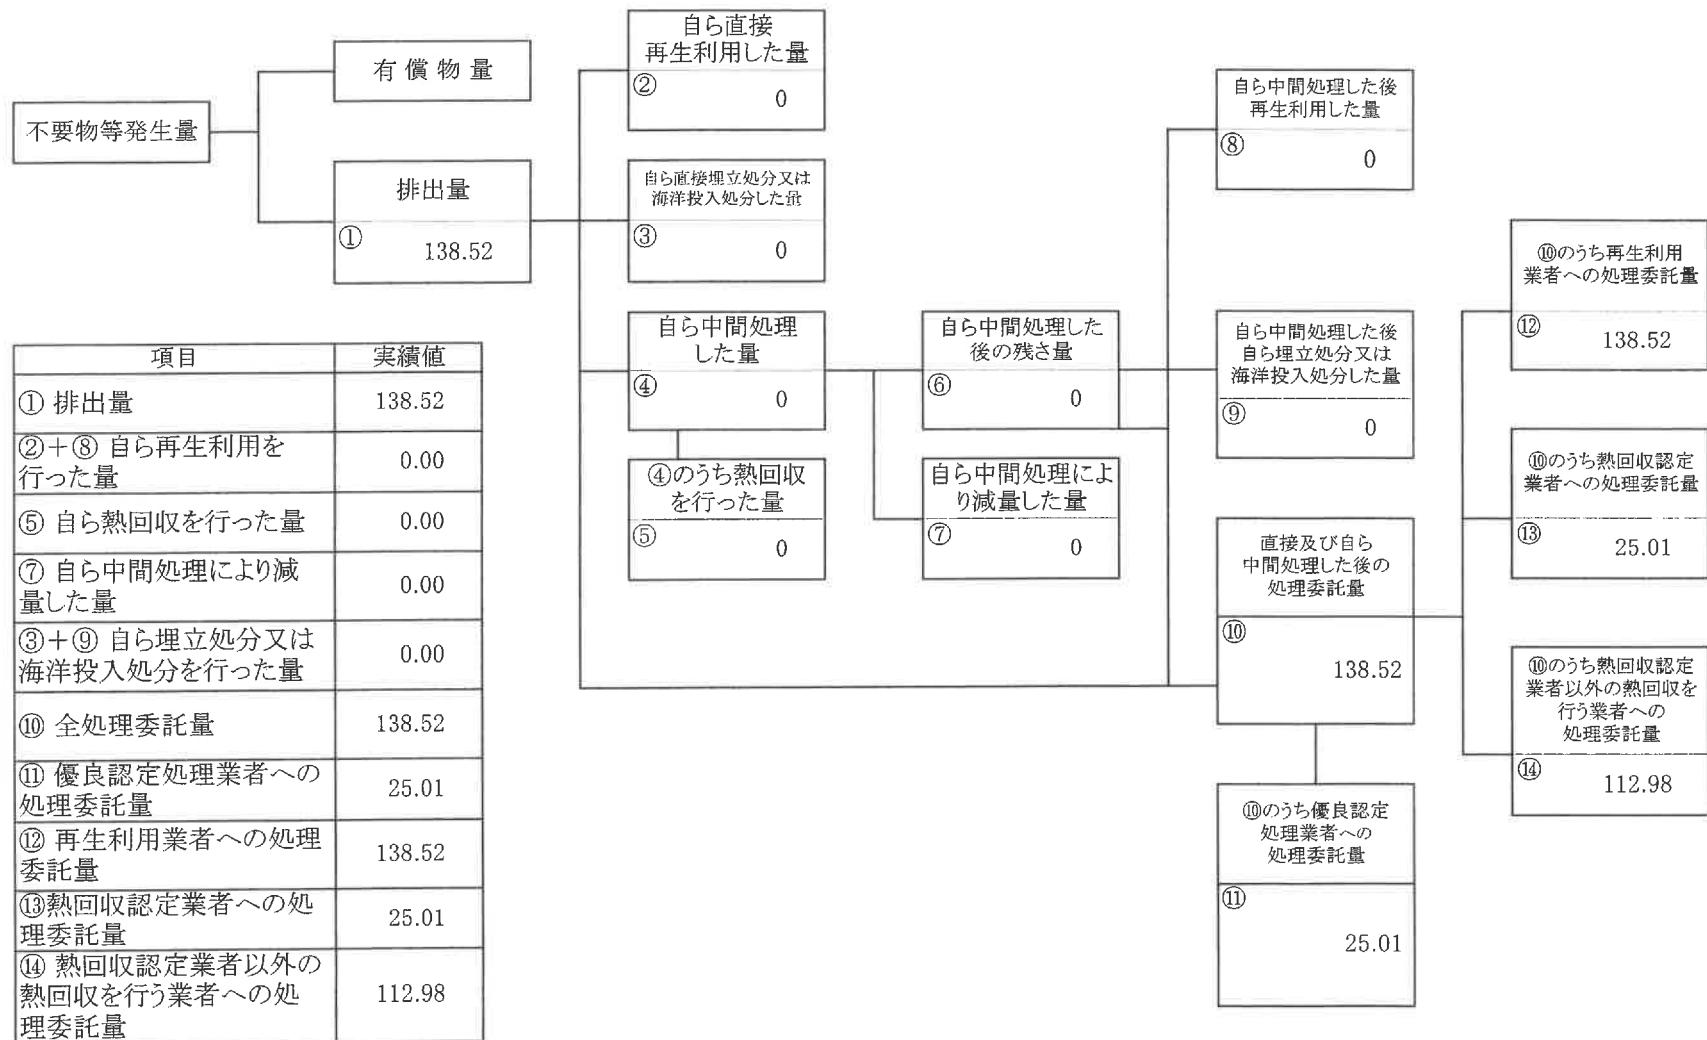 不要物等発生量
有償物量
排出量
①
138.52
自ら直接
再生利用した量
②
0
自ら直接埋立処分又は
海洋投入処分した量
③
0
自ら中間処理
した量
④
0
④のうち熱回収
を行った量
⑤
0
自ら中間処理した
後の残さ量
⑥
0
自ら中間処理によ
り減量した量
⑦
0
自ら中間処理した後
再生利用した量
⑧
0
自ら中間処理した後
自ら埋立処分又は
海洋投入処分した量
⑨
0
直接及び自ら
中間処理した後の
処理委託量
⑩
138.52
⑩のうち優良認定
処理業者への
処理委託量
⑪
25.01
⑩のうち再生利用
業者への処理委託量
⑫
138.52
⑩のうち熱回収認定
業者への処理委託量
⑬
25.01
⑩のうち熱回収認定
業者以外の熱回収を
行う業者への
処理委託量
⑭
112.98
項目 実績値
① 排出量 138.52
②+⑧ 自ら再生利用を
行った量 0.00
⑤ 自ら熱回収を行った量 0.00
⑦ 自ら中間処理により減
量した量 0.00
③+⑨ 自ら埋立処分又は
海洋投入処分を行った量 0.00
⑩ 全処理委託量 138.52
⑪ 優良認定処理業者への
処理委託量 25.01
⑫ 再生利用業者への処理
委託量 138.52
⑬熱回収認定業者への処
理委託量 25.01
⑭ 熱回収認定業者以外の
熱回収を行う業者への処
理委託量 112.98